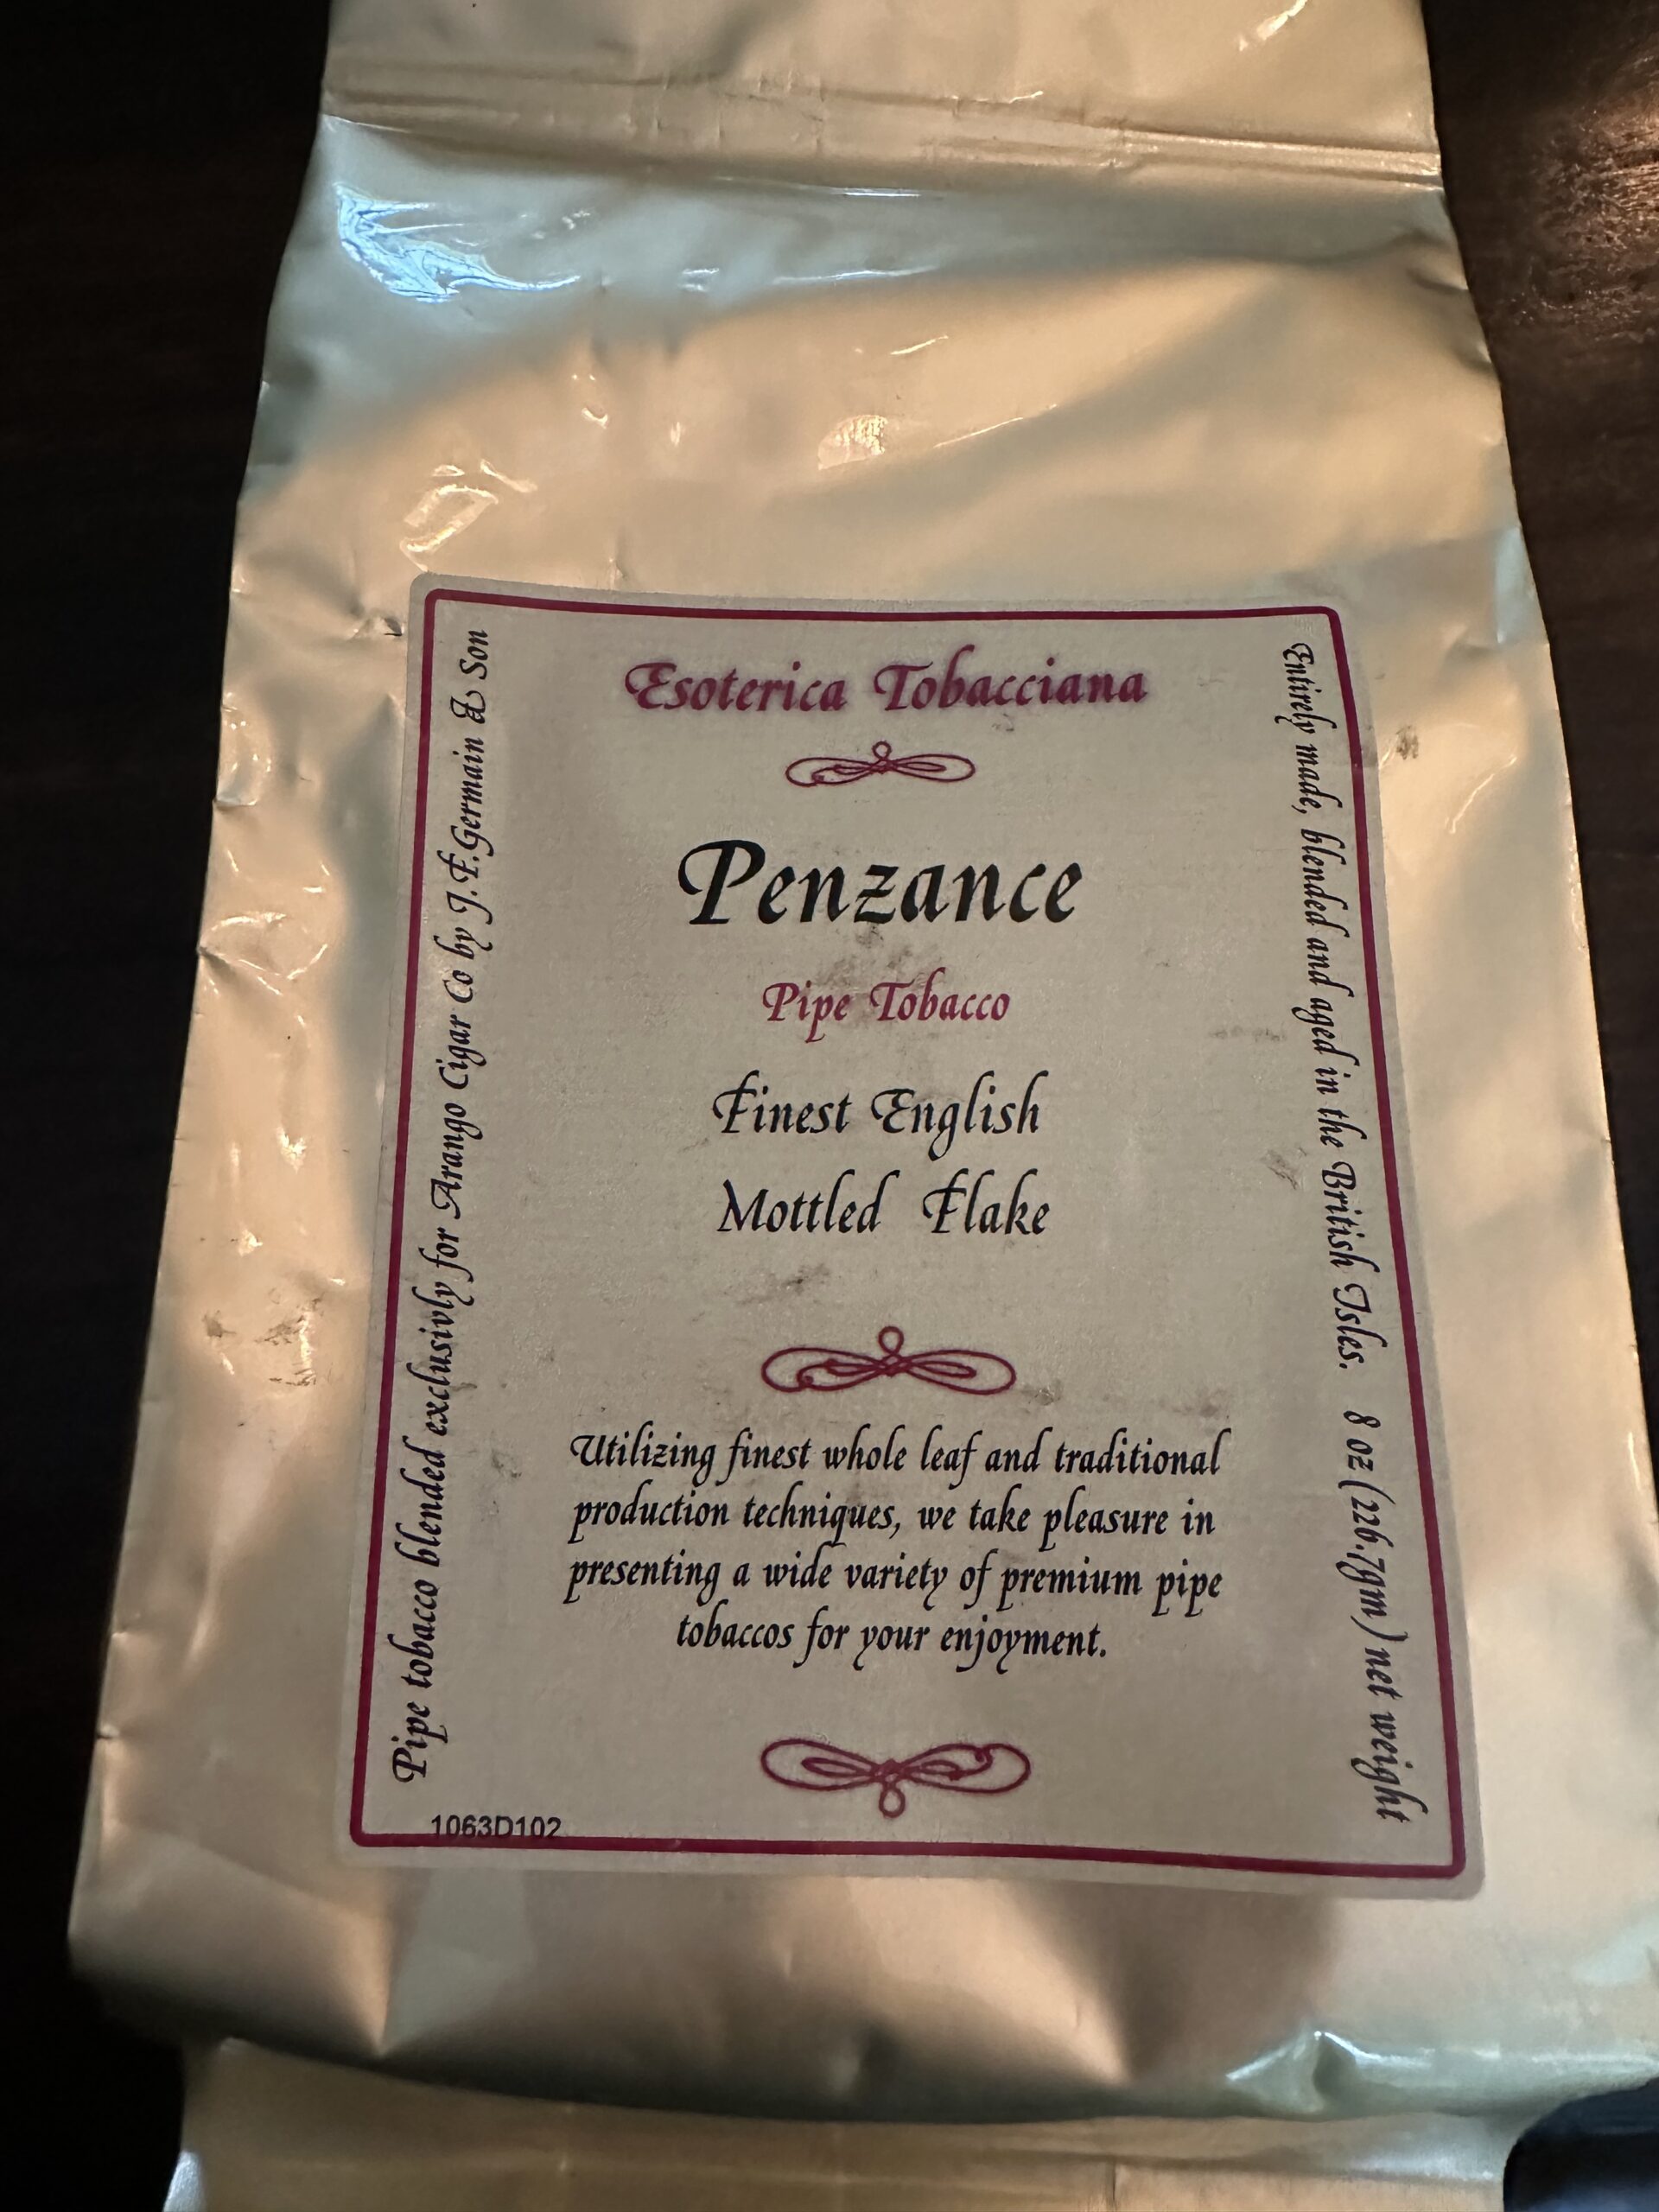 Esoterica Tobacciana
Penzance
Pipe Tobacco
Finest English
Mottled Flake
Utilizing finest whole leaf and traditional
production techniques, we take pleasure in
presenting a wide variety of premium pipe
tobaccos for your enjoyment.
Pipe tobacco blended exclusivly for Arango Cigar Co by J.F.Germain & Son
Entirely made, blended and aged in the British Isles. 8 oz (226.7gm) net weight
1063D102